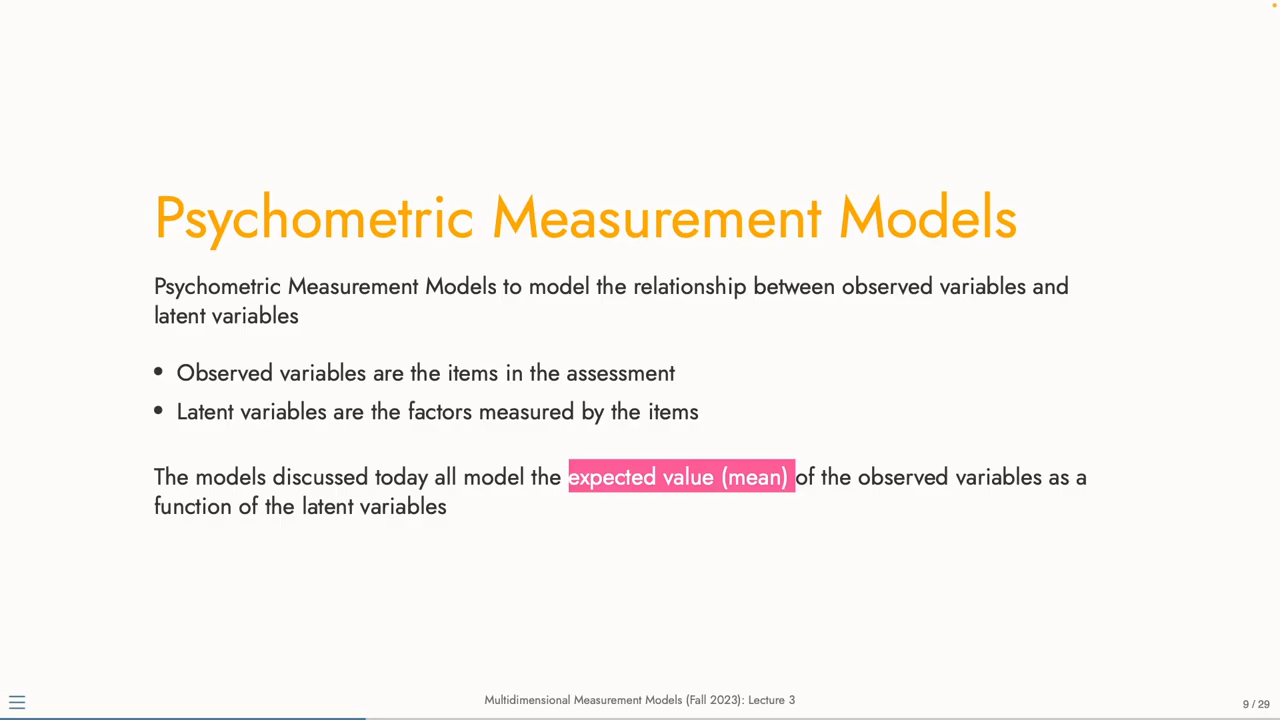 Psychometric Measurement Models
Psychometric Measurement Models to model the relationship between observed variables and
latent variables
• Observed variables are the items in the assessment
• Latent variables are the factors measured by the items
The models discussed today all model the expected value (mean) of the observed variables as a
function of the latent variables
Multidimensional Measurement Models (Fall 2023): Lecture 3
9 / 29